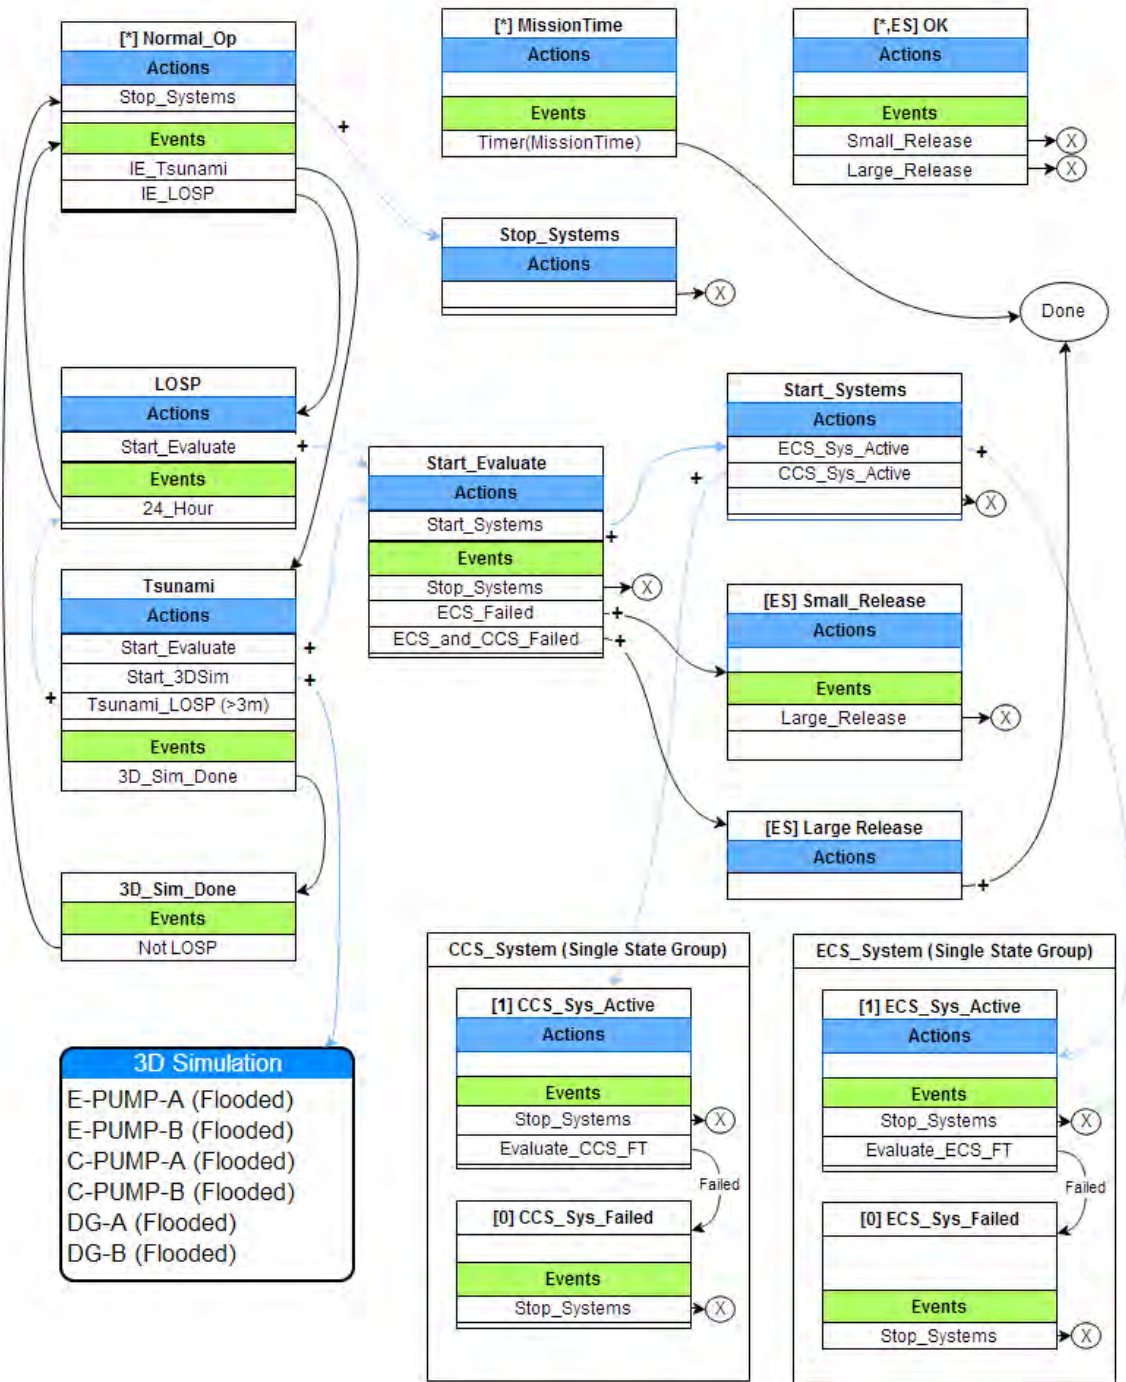 [*] Normal_Op
Actions
Stop_Systems
Events
IE_Tsunami
IE_LOSP
+
[*] MissionTime
Actions
Events
Timer(MissionTime)
[*,ES] OK
Actions
Events
Small_Release
X
Large_Release
X
Stop_Systems
Actions
X
Done
LOSP
Actions
Start_Evaluate
+
Events
24_Hour
Start_Evaluate
Actions
Start_Systems
+
Events
Stop_Systems
X
ECS_Failed
+
ECS_and_CCS_Failed
+
Start_Systems
Actions
ECS_Sys_Active
+
CCS_Sys_Active
+
X
Tsunami
Actions
Start_Evaluate
+
Start_3DSim
+
Tsunami_LOSP (>3m)
+
Events
3D_Sim_Done
[ES] Small_Release
Actions
Events
Large_Release
X
[ES] Large Release
Actions
+
3D_Sim_Done
Events
Not LOSP
3D Simulation
E-PUMP-A (Flooded)
E-PUMP-B (Flooded)
C-PUMP-A (Flooded)
C-PUMP-B (Flooded)
DG-A (Flooded)
DG-B (Flooded)
CCS_System (Single State Group)
[1] CCS_Sys_Active
Actions
Events
Stop_Systems
X
Evaluate_CCS_FT
Failed
[0] CCS_Sys_Failed
Events
Stop_Systems
X
ECS_System (Single State Group)
[1] ECS_Sys_Active
Actions
Events
Stop_Systems
X
Evaluate_ECS_FT
Failed
[0] ECS_Sys_Failed
Events
Stop_Systems
X